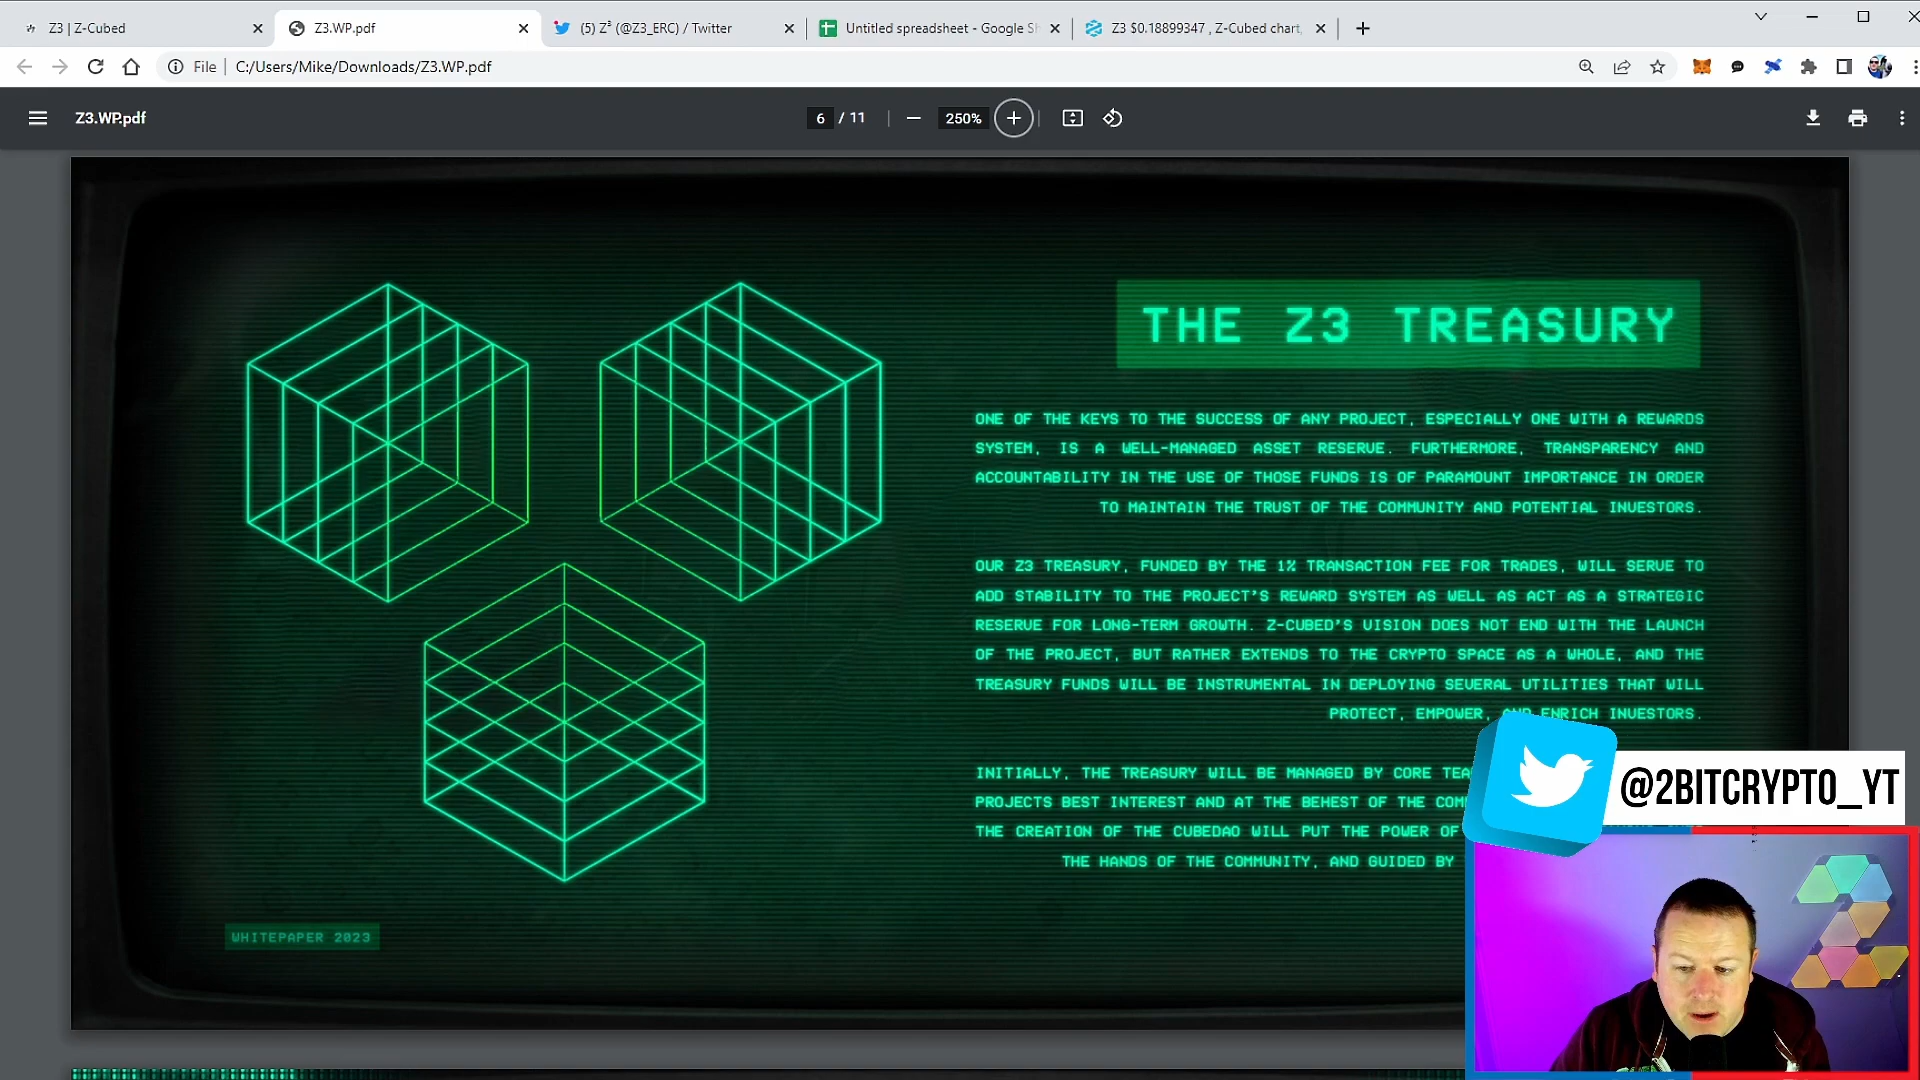 Z3 | Z-Cubed
Z3.WP.pdf
(5) Z³ (@Z3_ERC) / Twitter
Untitled spreadsheet - Google Sh
Z3 $0.18899347 , Z-Cubed chart,
File | C:/Users/Mike/Downloads/Z3.WP.pdf
Z3.WP.pdf
6 / 11
250%
THE Z3 TREASURY
ONE OF THE KEYS TO THE SUCCESS OF ANY PROJECT, ESPECIALLY ONE WITH A REWARDS
SYSTEM, IS A WELL-MANAGED ASSET RESERVE. FURTHERMORE, TRANSPARENCY AND
ACCOUNTABILITY IN THE USE OF THOSE FUNDS IS OF PARAMOUNT IMPORTANCE IN ORDER
TO MAINTAIN THE TRUST OF THE COMMUNITY AND POTENTIAL INVESTORS.
OUR Z3 TREASURY, FUNDED BY THE 1% TRANSACTION FEE FOR TRADES, WILL SERVE TO
ADD STABILITY TO THE PROJECT'S REWARD SYSTEM AS WELL AS ACT AS A STRATEGIC
RESERVE FOR LONG-TERM GROWTH. Z-CUBED'S VISION DOES NOT END WITH THE LAUNCH
OF THE PROJECT, BUT RATHER EXTENDS TO THE CRYPTO SPACE AS A WHOLE, AND THE
TREASURY FUNDS WILL BE INSTRUMENTAL IN DEPLOYING SEVERAL UTILITIES THAT WILL
PROTECT, EMPOWER, AND ENRICH INVESTORS.
INITIALLY, THE TREASURY WILL BE MANAGED BY CORE
PROJECTS BEST INTEREST AND AT THE BEHEST OF THE
THE CREATION OF THE CUBEDAO WILL PUT THE POWER OF
THE HANDS OF THE COMMUNITY, AND GUIDED BY
@2BITCRYPTO_YT
WHITEPAPER 2023